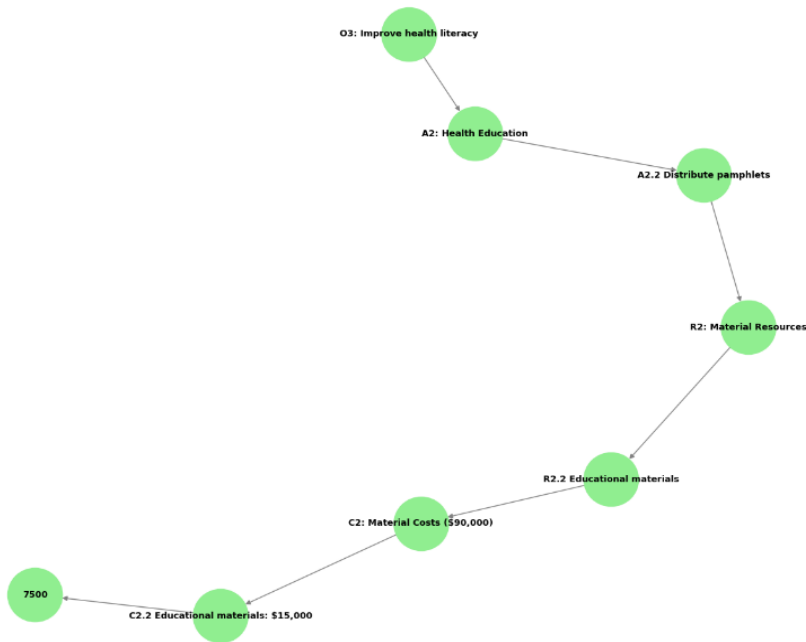 O3: Improve health literacy
A2: Health Education
A2.2 Distribute pamphlets
R2: Material Resources
R2.2 Educational materials
C2: Material Costs ($90,000)
C2.2 Educational materials: $15,000
7500